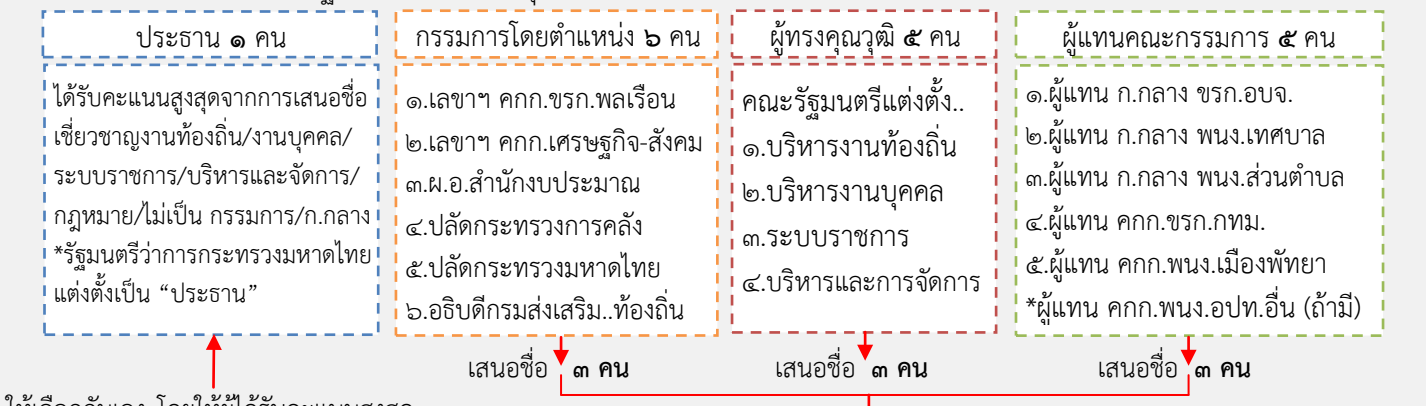 ประธาน ๑ คน
ได้รับคะแนนสูงสุดจากการเสนอชื่อ
เชี่ยวชาญงานท้องถิ่น/งานบุคคล/
ระบบราชการ/บริหารและจัดการ/
กฎหมาย/ไม่เป็น กรรมการ/ก.กลาง
*รัฐมนตรีว่าการกระทรวงมหาดไทย
แต่งตั้งเป็น “ประธาน”
กรรมการโดยตำแหน่ง ๖ คน
๑.เลขาฯ คกก.ขรก.พลเรือน
๒.เลขาฯ คกก.เศรษฐกิจ-สังคม
๓.ผ.อ.สำนักงบประมาณ
๔.ปลัดกระทรวงการคลัง
๕.ปลัดกระทรวงมหาดไทย
๖.อธิบดีกรมส่งเสริม..ท้องถิ่น
เสนอชื่อ ๓ คน
ผู้ทรงคุณวุฒิ ๕ คน
คณะรัฐมนตรีแต่งตั้ง..
๑.บริหารงานท้องถิ่น
๒.บริหารงานบุคคล
๓.ระบบราชการ
๔.บริหารและการจัดการ
เสนอชื่อ ๓ คน
ผู้แทนคณะกรรมการ ๕ คน
๑.ผู้แทน ก.กลาง ขรก.อบจ.
๒.ผู้แทน ก.กลาง พนง.เทศบาล
๓.ผู้แทน ก.กลาง พนง.ส่วนตำบล
๔.ผู้แทน คกก.ขรก.กทม.
๕.ผู้แทน คกก.พนง.เมืองพัทยา
*ผู้แทน คกก.พนง.อปท.อื่น (ถ้ามี)
เสนอชื่อ ๓ คน